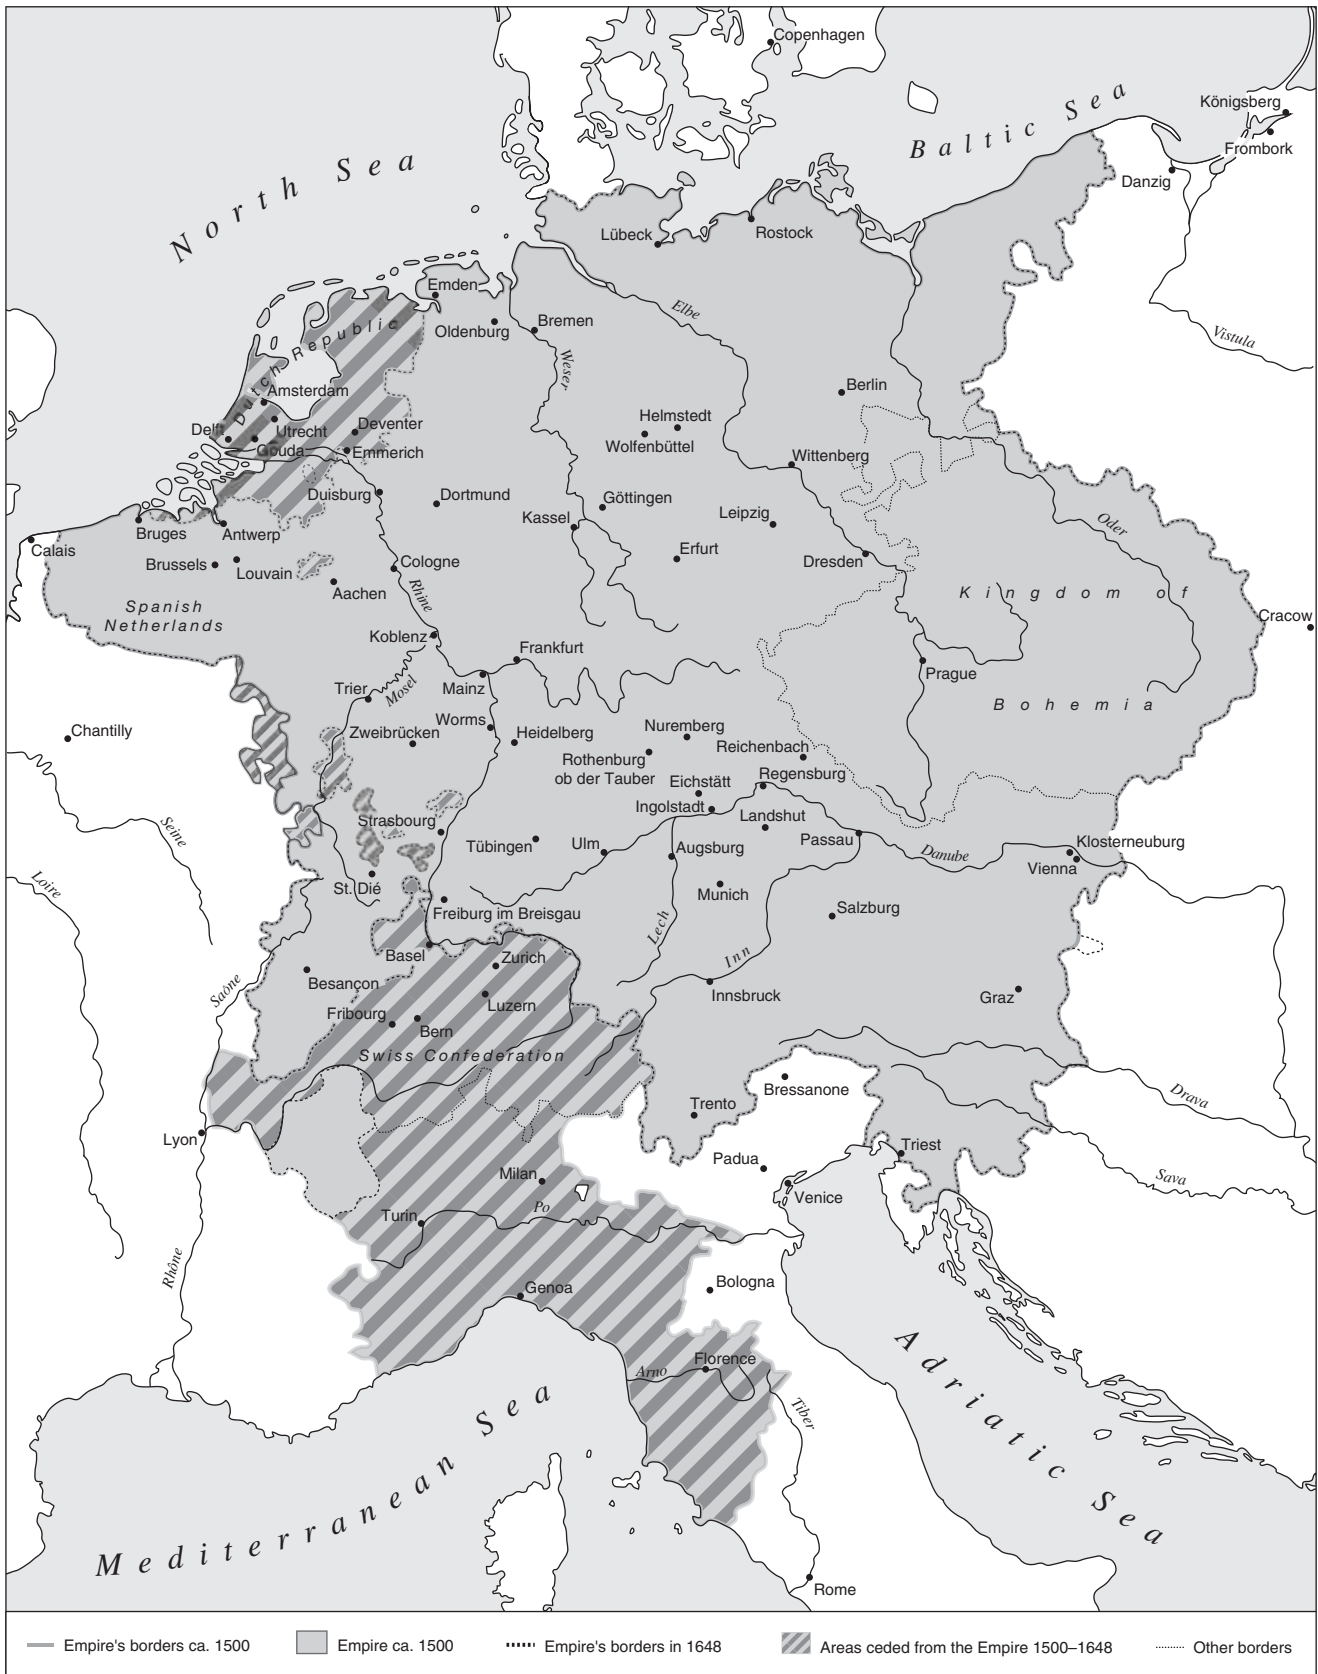 Copenhagen
Baltic Sea
Königsberg
Frombork
Danzig
North Sea
Lübeck
Rostock
Emden
Oldenburg
Bremen
Elbe
Weser
Vistula
Dutch Republic
Amsterdam
Berlin
Delft
Utrecht
Gouda
Deventer
Emmerich
Helmstedt
Wolfenbüttel
Wittenberg
Duisburg
Dortmund
Göttingen
Kassel
Leipzig
Oder
Bruges
Antwerp
Calais
Brussels
Louvain
Cologne
Erfurt
Dresden
Aachen
Rhine
Spanish
Netherlands
Kingdom of
Bohemia
Cracow
Koblenz
Frankfurt
Prague
Trier
Mosel
Mainz
Chantilly
Zweibrücken
Worms
Heidelberg
Nuremberg
Rothenburg
ob der Tauber
Reichenbach
Regensburg
Eichstätt
Ingolstadt
Landshut
Seine
Strasbourg
Tübingen
Ulm
Augsburg
Passau
Danube
Klosterneuburg
Vienna
Loire
St. Dié
Munich
Freiburg im Breisgau
Lech
Salzburg
Basel
Zurich
Inn
Saône
Besançon
Luzern
Innsbruck
Graz
Fribourg
Bern
Swiss Confederation
Bressanone
Drava
Trento
Lyon
Triest
Padua
Milan
Venice
Sava
Turin
Po
Rhône
Genoa
Bologna
Adriatic Sea
Florence
Arno
Tiber
Mediterranean Sea
Rome
Empire's borders ca. 1500
Empire ca. 1500
Empire's borders in 1648
Areas ceded from the Empire 1500–1648
Other borders